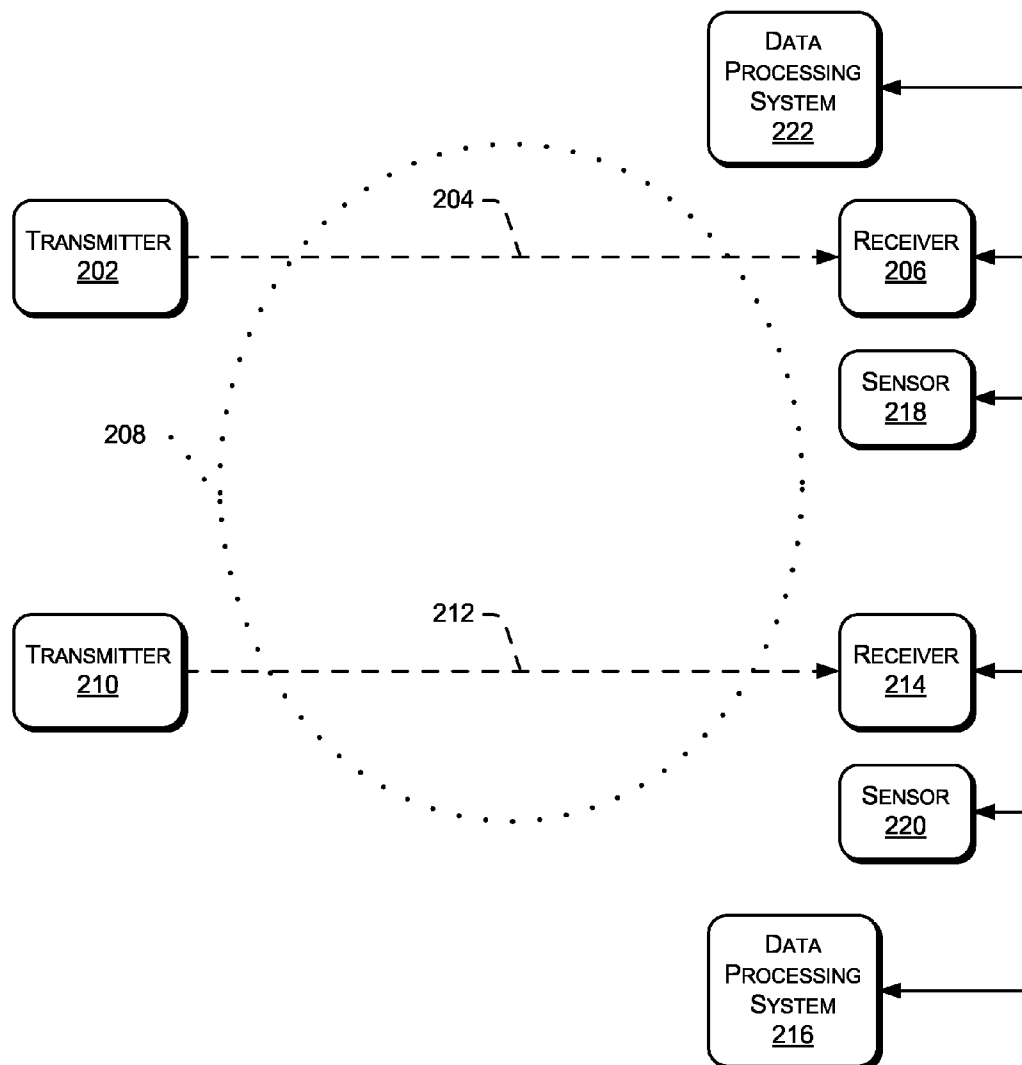 DATA
PROCESSING
SYSTEM
222
204
TRANSMITTER
202
RECEIVER
206
SENSOR
218
208
212
TRANSMITTER
210
RECEIVER
214
SENSOR
220
DATA
PROCESSING
SYSTEM
216